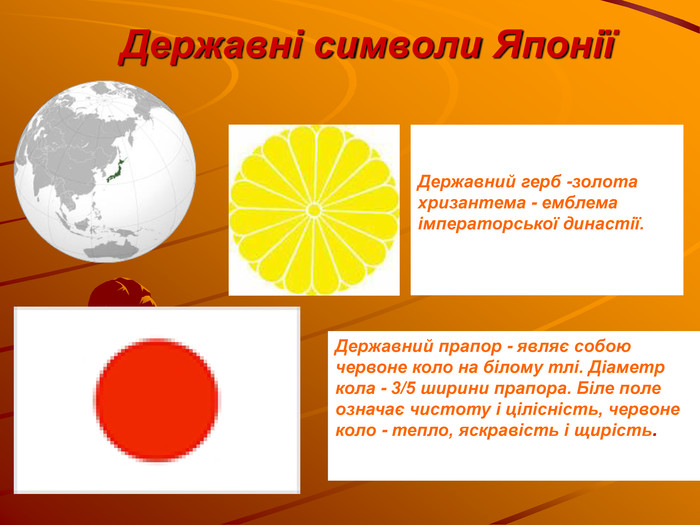 Державні символи Японії
Державний герб -золота
хризантема - емблема
імператорської династії.
Державний прапор - являє собою
червоне коло на білому тлі. Діаметр
кола - 3/5 ширини прапора. Біле поле
означає чистоту і цілісність, червоне
коло - тепло, яскравість і щирість.